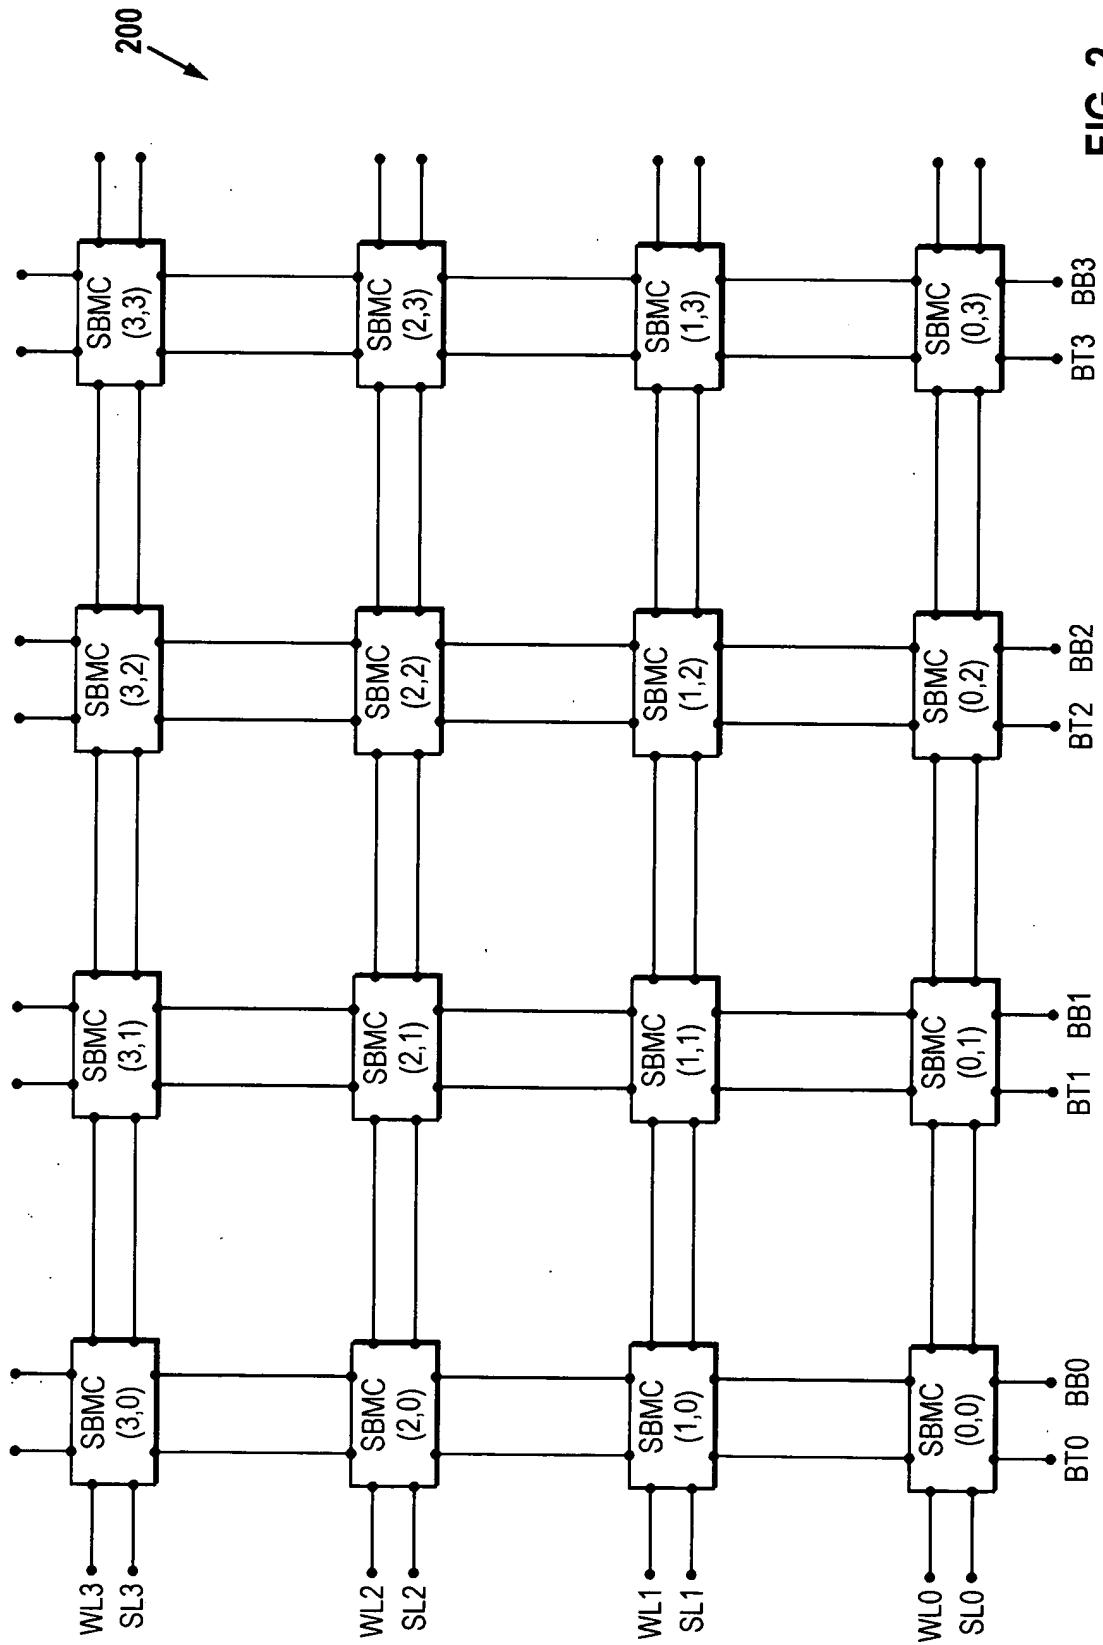 200
SBMC
(3,0)
SBMC
(3,1)
SBMC
(3,2)
SBMC
(3,3)
WL3
SL3
SBMC
(2,0)
SBMC
(2,1)
SBMC
(2,2)
SBMC
(2,3)
WL2
SL2
SBMC
(1,0)
SBMC
(1,1)
SBMC
(1,2)
SBMC
(1,3)
WL1
SL1
SBMC
(0,0)
SBMC
(0,1)
SBMC
(0,2)
SBMC
(0,3)
WL0
SL0
BT0
BB0
BT1
BB1
BT2
BB2
BT3
BB3
FIG. 2